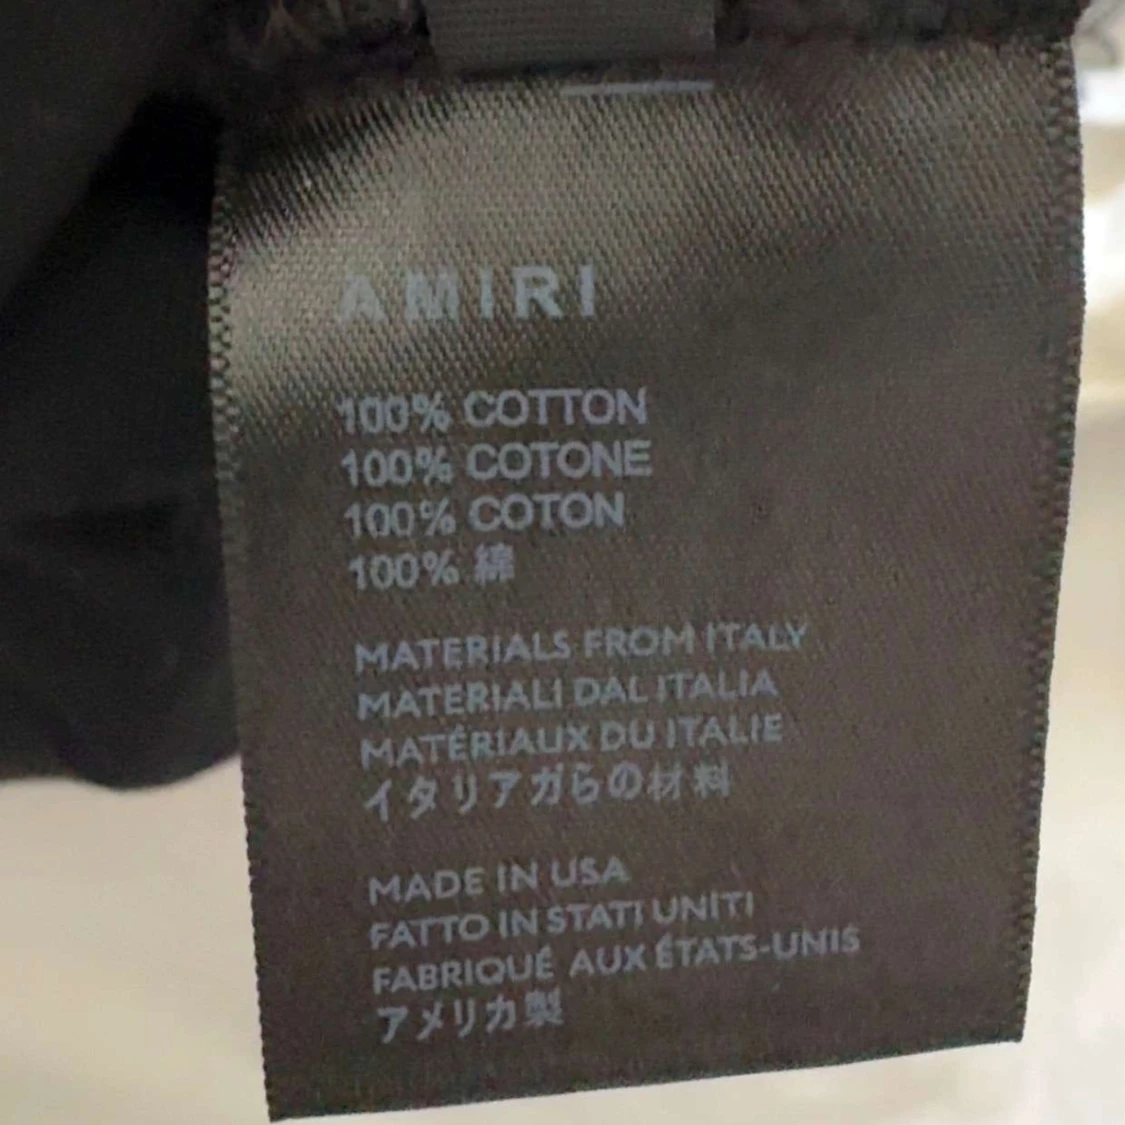 AMIRI
100% COTTON
100% COTONE
100% COTON
100% 綿
MATERIALS FROM ITALY
MATERIALI DAL ITALIA
MATÉRIAUX DU ITALIE
イタリアガらの材料
MADE IN USA
FATTO IN STATI UNITI
FABRIQUÉ AUX ÉTATS-UNIS
アメリカ製